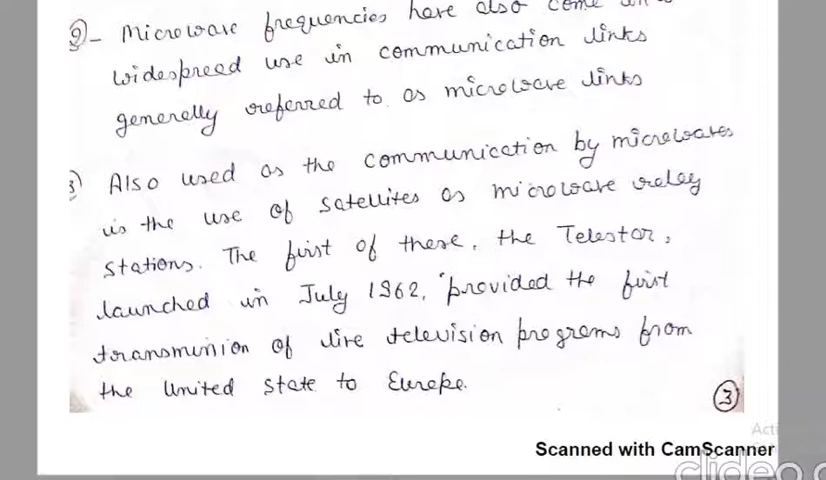 2- Microwave frequencies have also come
widespread use in communication links
generally referred to as microwave links
3) Also used as the communication by microwaves
is the use of satellites as microwave relay
stations. The first of these, the Telestar,
launched in July 1962, provided the first
transmission of live television programs from
the United State to Europe.
3
Scanned with CamScanner